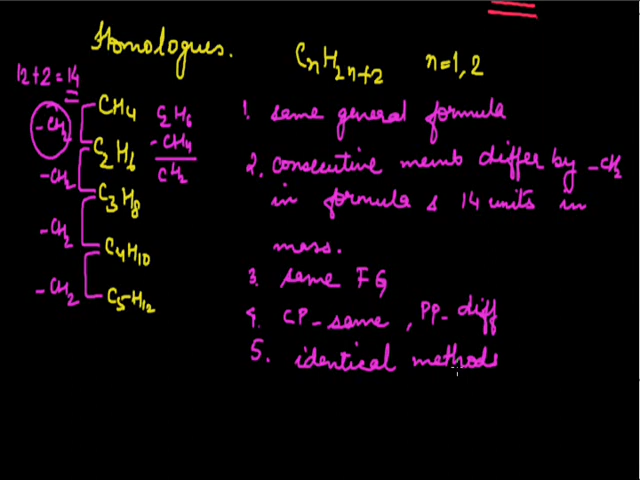 Homologues.
CnH2n+2 n=1,2
12+2=14
CH4
C2H6
C3H8
C4H10
C5H12
-CH2
-CH2
-CH2
-CH2
C2H6
-CH4
CH2
1. same general formula
2. consecutive memb differ by -CH2
in formula & 14 units in
mass.
3. same FG
4. CP-same, PP-diff
5. identical methods